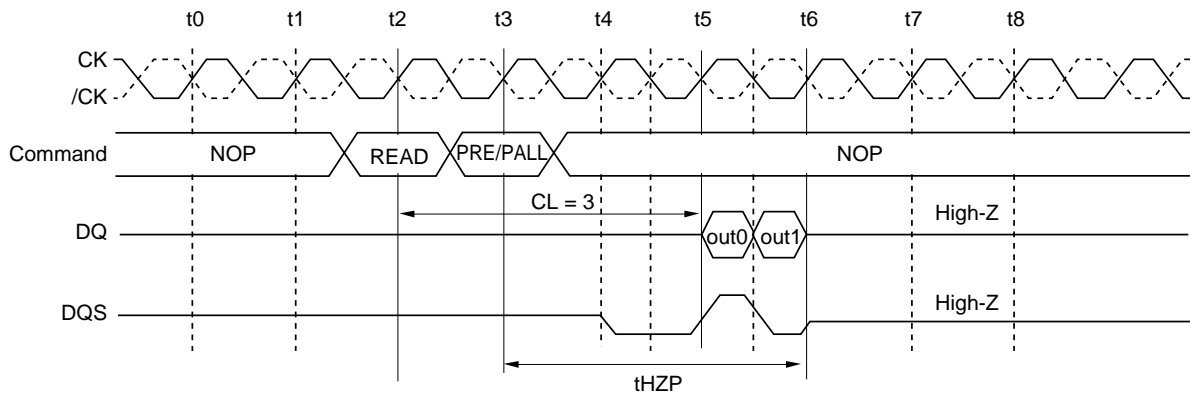 t0 t1 t2 t3 t4 t5 t6 t7 t8
CK
/CK
Command NOP READ PRE/PALL NOP
CL = 3
High-Z
DQ out0 out1
High-Z
DQS
tHZP